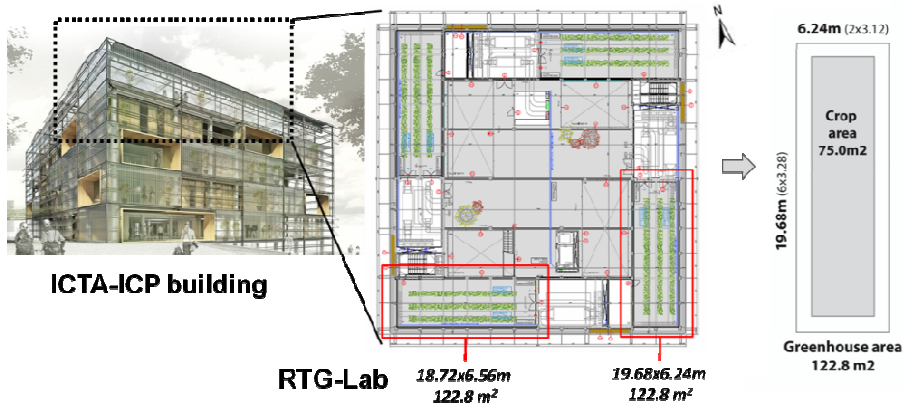 ICTA-ICP building
RTG-Lab
18.72x6.56m
122.8 m²
19.68x6.24m
122.8 m²
N
6.24m (2x3.12)
19.68m (6x3.28)
Crop
area
75.0m2
Greenhouse area
122.8 m2